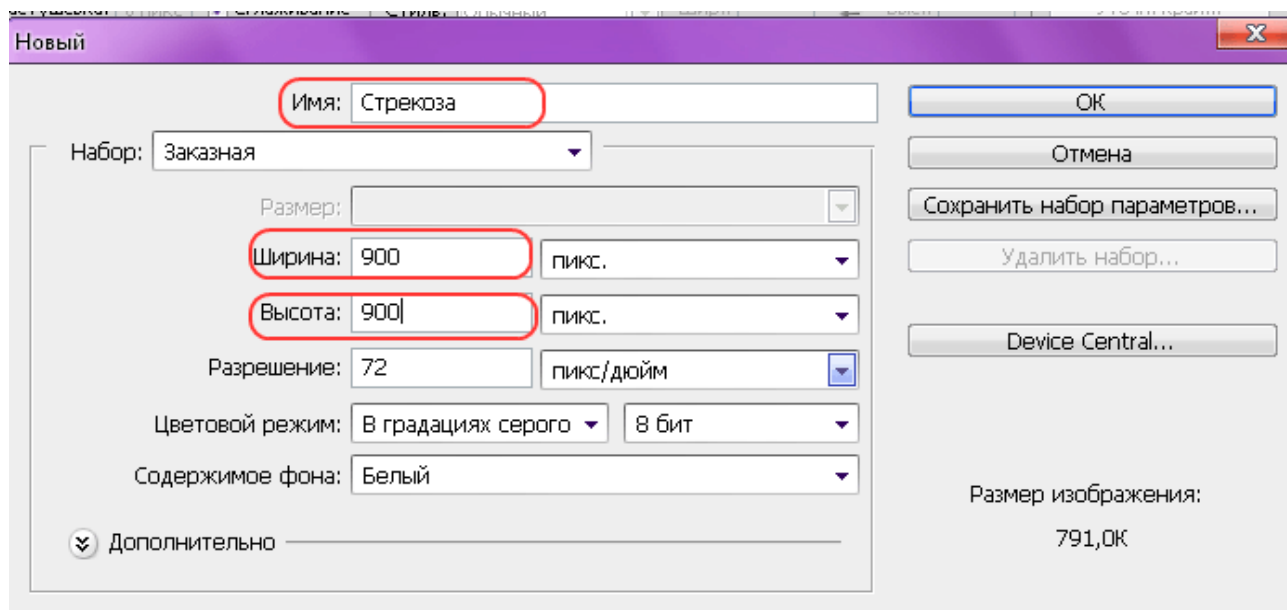 Новый
Имя: Стрекоза
ОК
Набор: Заказная
Отмена
Размер:
Сохранить набор параметров...
Ширина: 900 пикс.
Удалить набор...
Высота: 900 пикс.
Device Central...
Разрешение: 72 пикс/дюйм
Цветовой режим: В градациях серого 8 бит
Содержимое фона: Белый
Размер изображения:
791,0К
Дополнительно